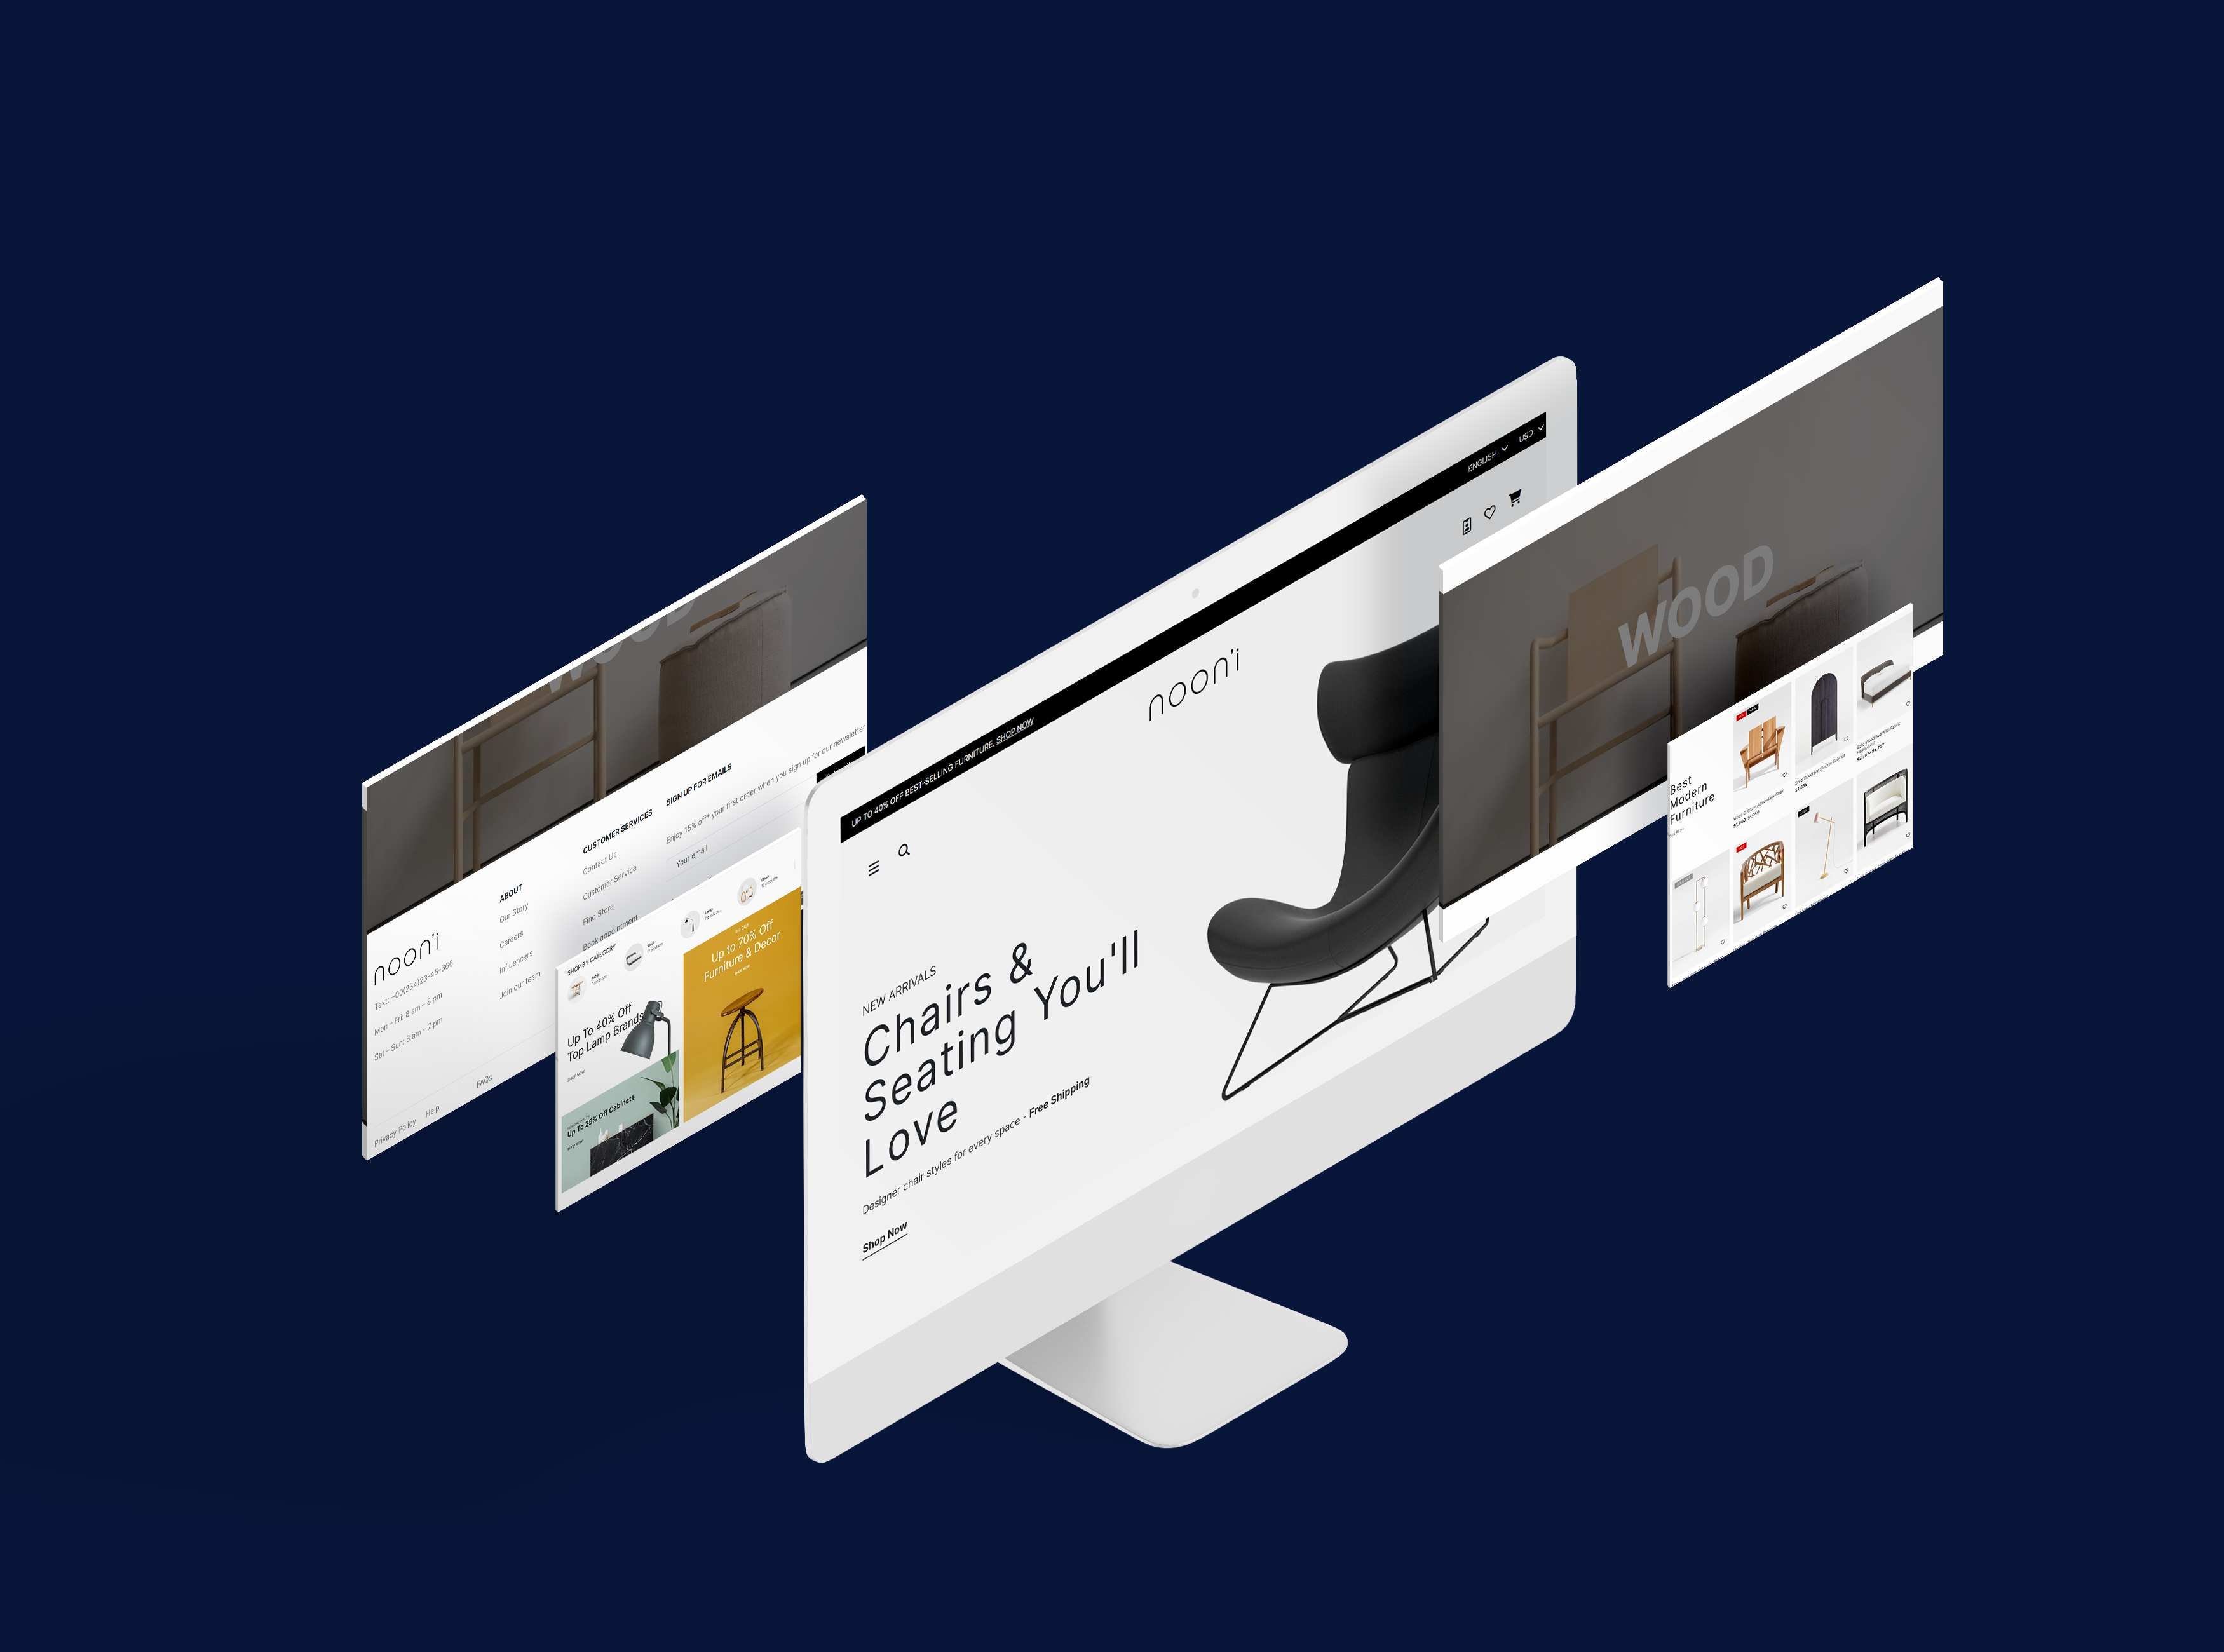 WOOD
noon'i
Text: +00(234)23-45-666
Mon - Fri: 8 am - 8 pm
Sat - Sun: 8 am - 7 pm
ABOUT
Our Story
Careers
Influencers
Join our team
CUSTOMER SERVICES
Contact Us
Customer Service
Find Store
Book appointment
SIGN UP FOR EMAILS
Enjoy 15% off* your first order when you sign up for our newsletter
Your email
Privacy Policy
Help
FAQs
SHOP BY CATEGORY
Up To 40% Off
Top Lamp Brands
SHOP NOW
Up To 25% Off Cabinets
SHOP NOW
Up to 70% Off
Furniture & Decor
SHOP NOW
UP TO 40% OFF BEST-SELLING FURNITURE. SHOP NOW
ENGLISH
USD
noon'i
NEW ARRIVALS
Chairs &
Seating You'll
Love
Designer chair styles for every space - Free Shipping
Shop Now
WOOD
Best
Modern
Furniture